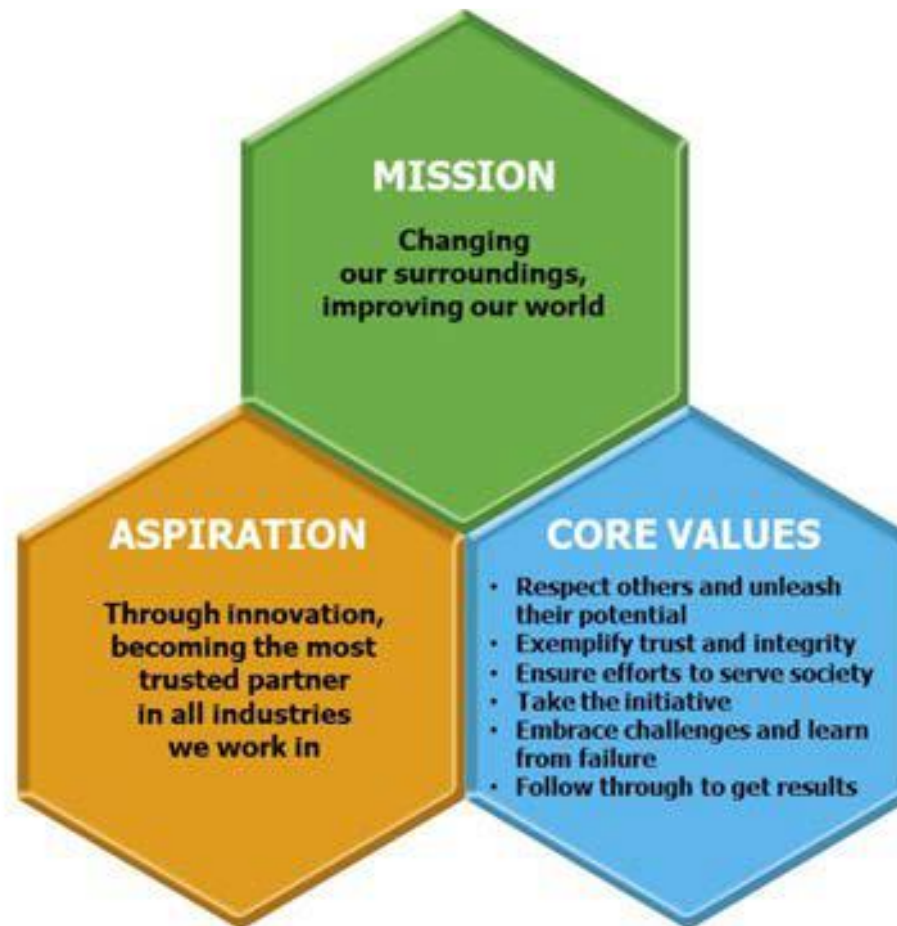 MISSION
Changing
our surroundings,
improving our world
ASPIRATION
Through innovation,
becoming the most
trusted partner
in all industries
we work in
CORE VALUES
• Respect others and unleash
their potential
• Exemplify trust and integrity
• Ensure efforts to serve society
• Take the initiative
• Embrace challenges and learn
from failure
• Follow through to get results